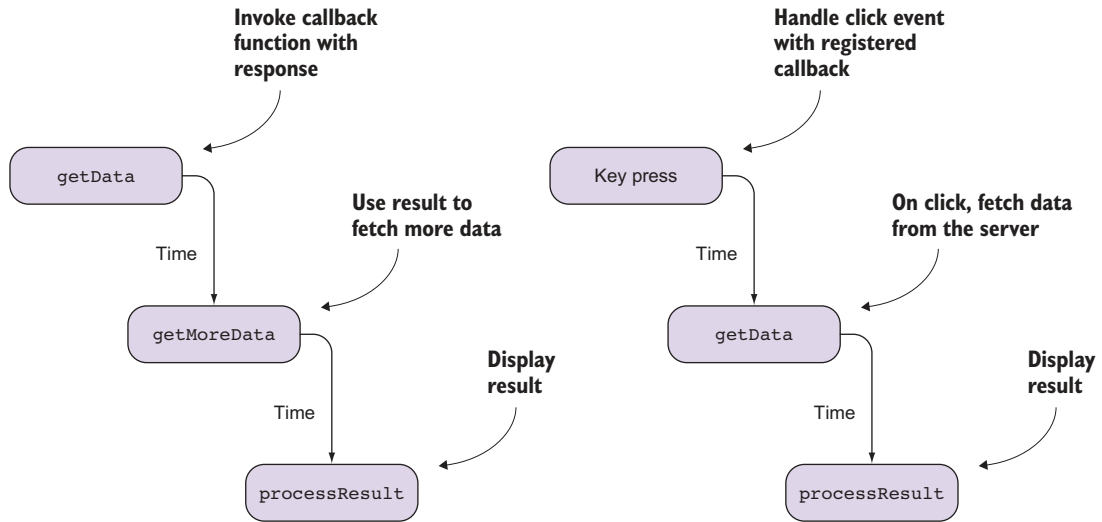 Invoke callback
function with
response
getData
Time
Use result to
fetch more data
getMoreData
Time
Display
result
processResult
Handle click event
with registered
callback
Key press
Time
On click, fetch data
from the server
getData
Time
Display
result
processResult